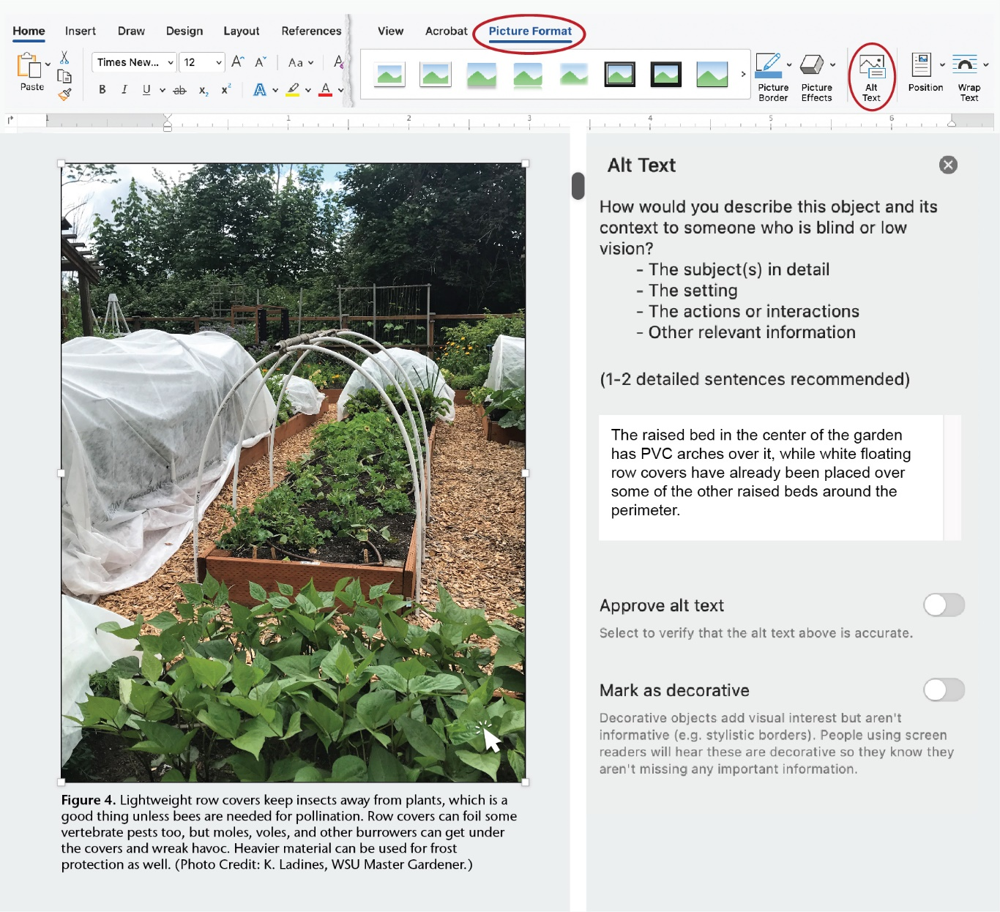 Home Insert Draw Design Layout References View Acrobat Picture Format
Times New... 12 Aa A
Paste
B I U ab x2 x2 A A
Picture Border
Picture Effects
Alt Text
Position
Wrap Text
1 1 2 3 4 5 6
Alt Text
How would you describe this object and its
context to someone who is blind or low
vision?
- The subject(s) in detail
- The setting
- The actions or interactions
- Other relevant information
(1-2 detailed sentences recommended)
The raised bed in the center of the garden
has PVC arches over it, while white floating
row covers have already been placed over
some of the other raised beds around the
perimeter.
Approve alt text
Select to verify that the alt text above is accurate.
Mark as decorative
Decorative objects add visual interest but aren't
informative (e.g. stylistic borders). People using screen
readers will hear these are decorative so they know they
aren't missing any important information.
Figure 4. Lightweight row covers keep insects away from plants, which is a
good thing unless bees are needed for pollination. Row covers can foil some
vertebrate pests too, but moles, voles, and other burrowers can get under
the covers and wreak havoc. Heavier material can be used for frost
protection as well. (Photo Credit: K. Ladines, WSU Master Gardener.)